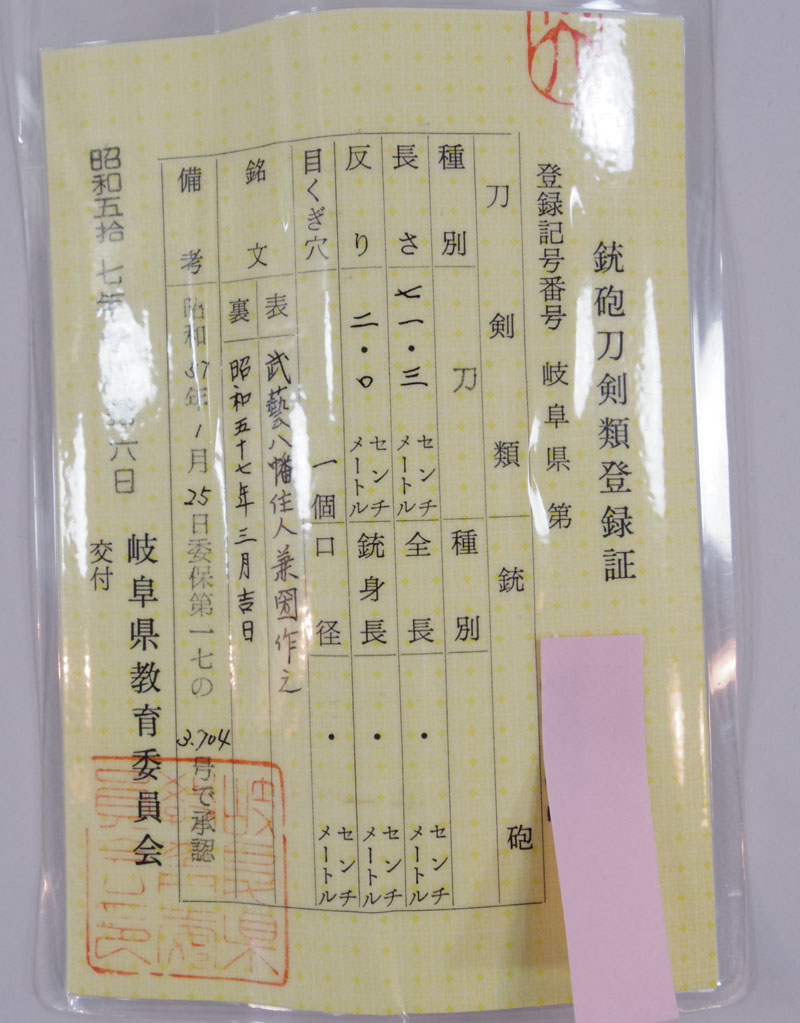 銃砲刀剣類登録証
登録記号番号 岐阜県第
刀剣類
種別 刀
長さ 七一・三 センチメートル
反り 二・〇 センチメートル
目くぎ穴 一個
銘文
表 武藝八幡住人兼圀作之
裏 昭和五十七年三月吉日
銃砲
種別
全長 ・ センチメートル
銃身長 ・ センチメートル
口径 ・ センチメートル
備考 昭和57年1月25日委保第一七の3.704号で承認
昭和五拾七年 六日
交付
岐阜県教育委員会